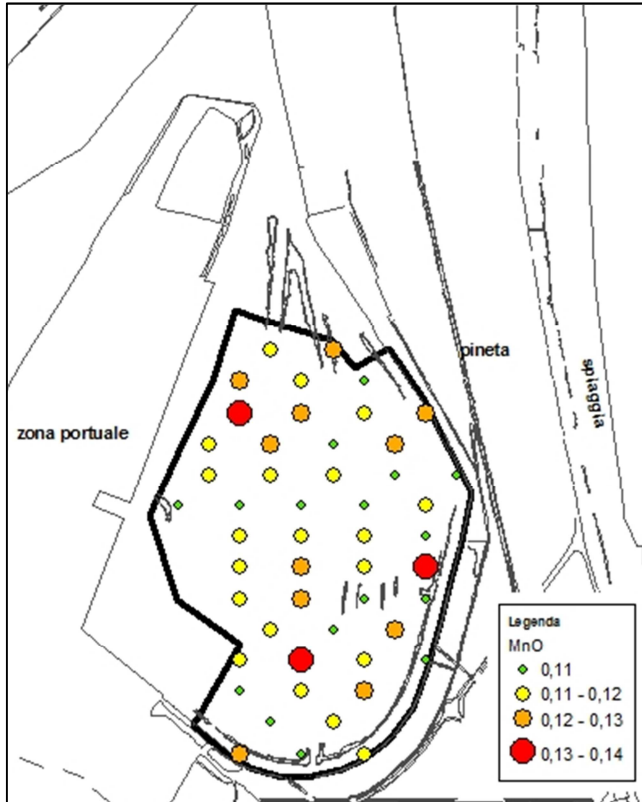 pineta
spiaggia
zona portuale
Legenda
MnO
0,11
0,11 - 0,12
0,12 - 0,13
0,13 - 0,14